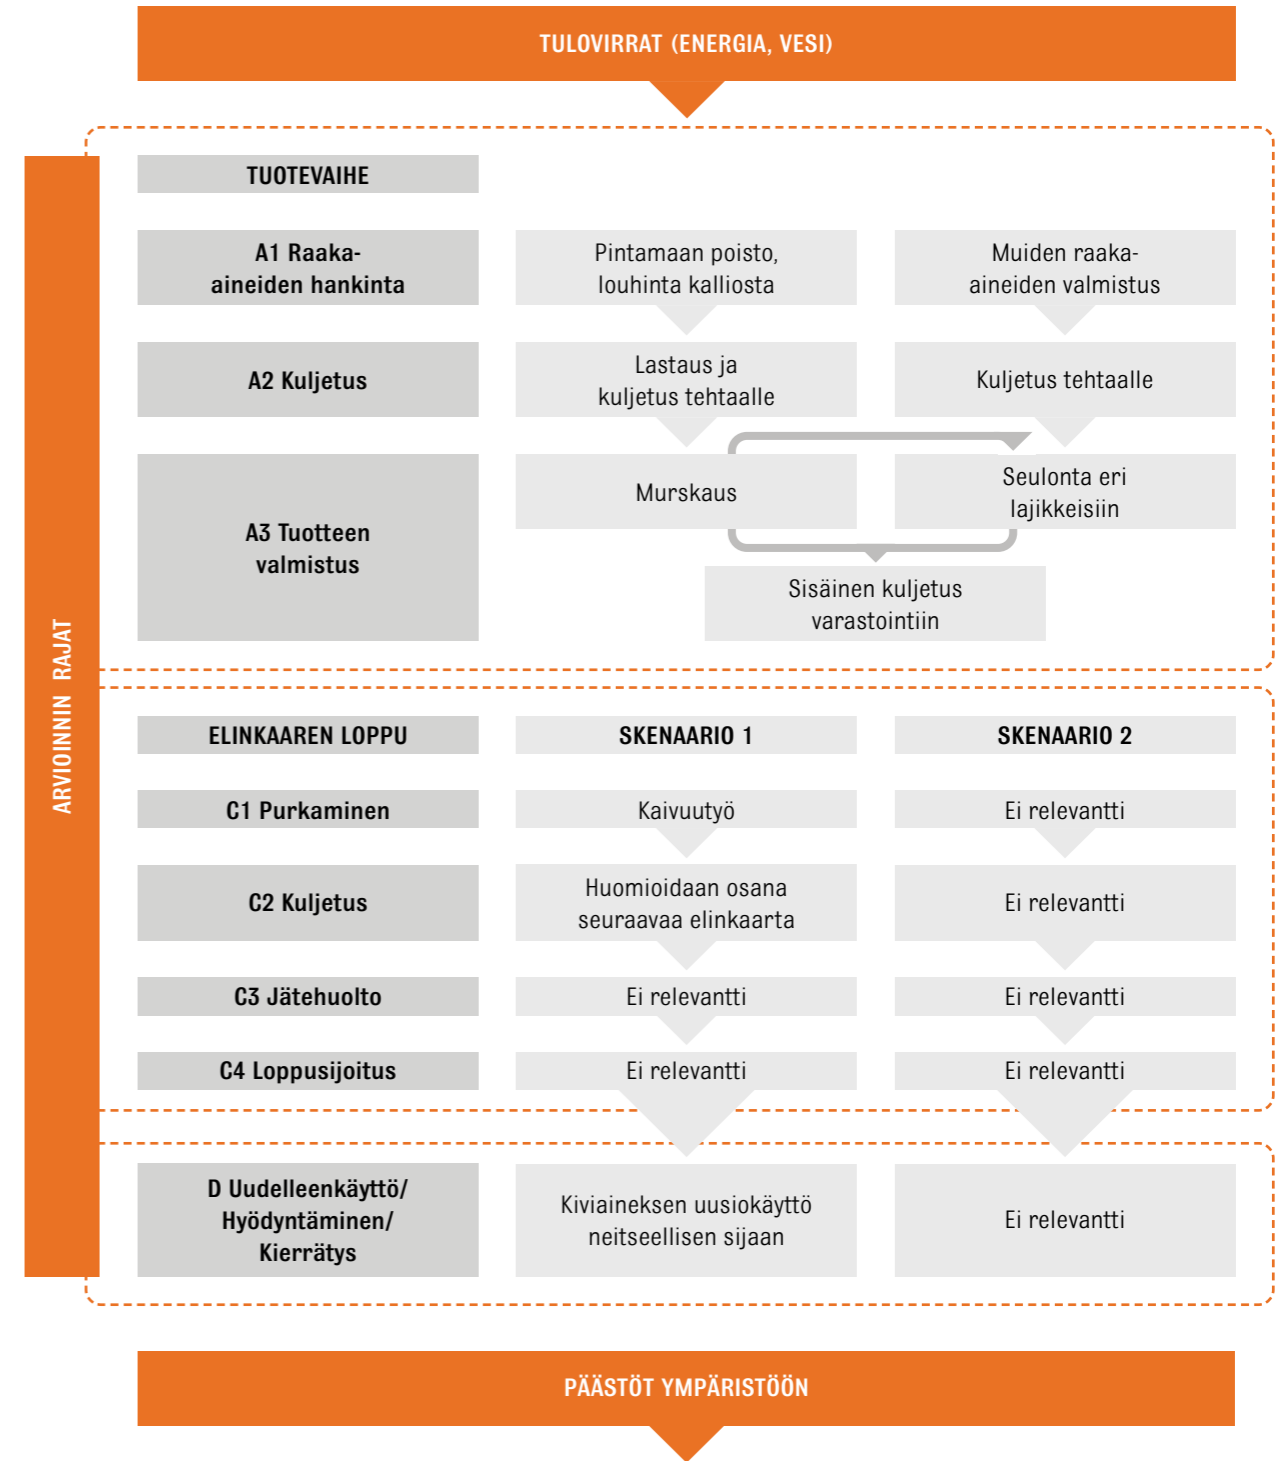 TULOVIRRAT (ENERGIA, VESI)
ARVIOINNIN RAJAT
TUOTEVAIHE
A1 Raaka-
aineiden hankinta
Pintamaan poisto,
louhinta kalliosta
Muiden raaka-
aineiden valmistus
A2 Kuljetus
Lastaus ja
kuljetus tehtaalle
Kuljetus tehtaalle
A3 Tuotteen
valmistus
Murskaus
Seulonta eri
lajikkeisiin
Sisäinen kuljetus
varastointiin
ELINKAAREN LOPPU
SKENAARIO 1
SKENAARIO 2
C1 Purkaminen
Kaivuutyö
Ei relevantti
C2 Kuljetus
Huomioidaan osana
seuraavaa elinkaarta
Ei relevantti
C3 Jätehuolto
Ei relevantti
Ei relevantti
C4 Loppusijoitus
Ei relevantti
Ei relevantti
D Uudelleenkäyttö/
Hyödyntäminen/
Kierrätys
Kiviaineksen uusiokäyttö
neitseellisen sijaan
Ei relevantti
PÄÄSTÖT YMPÄRISTÖÖN